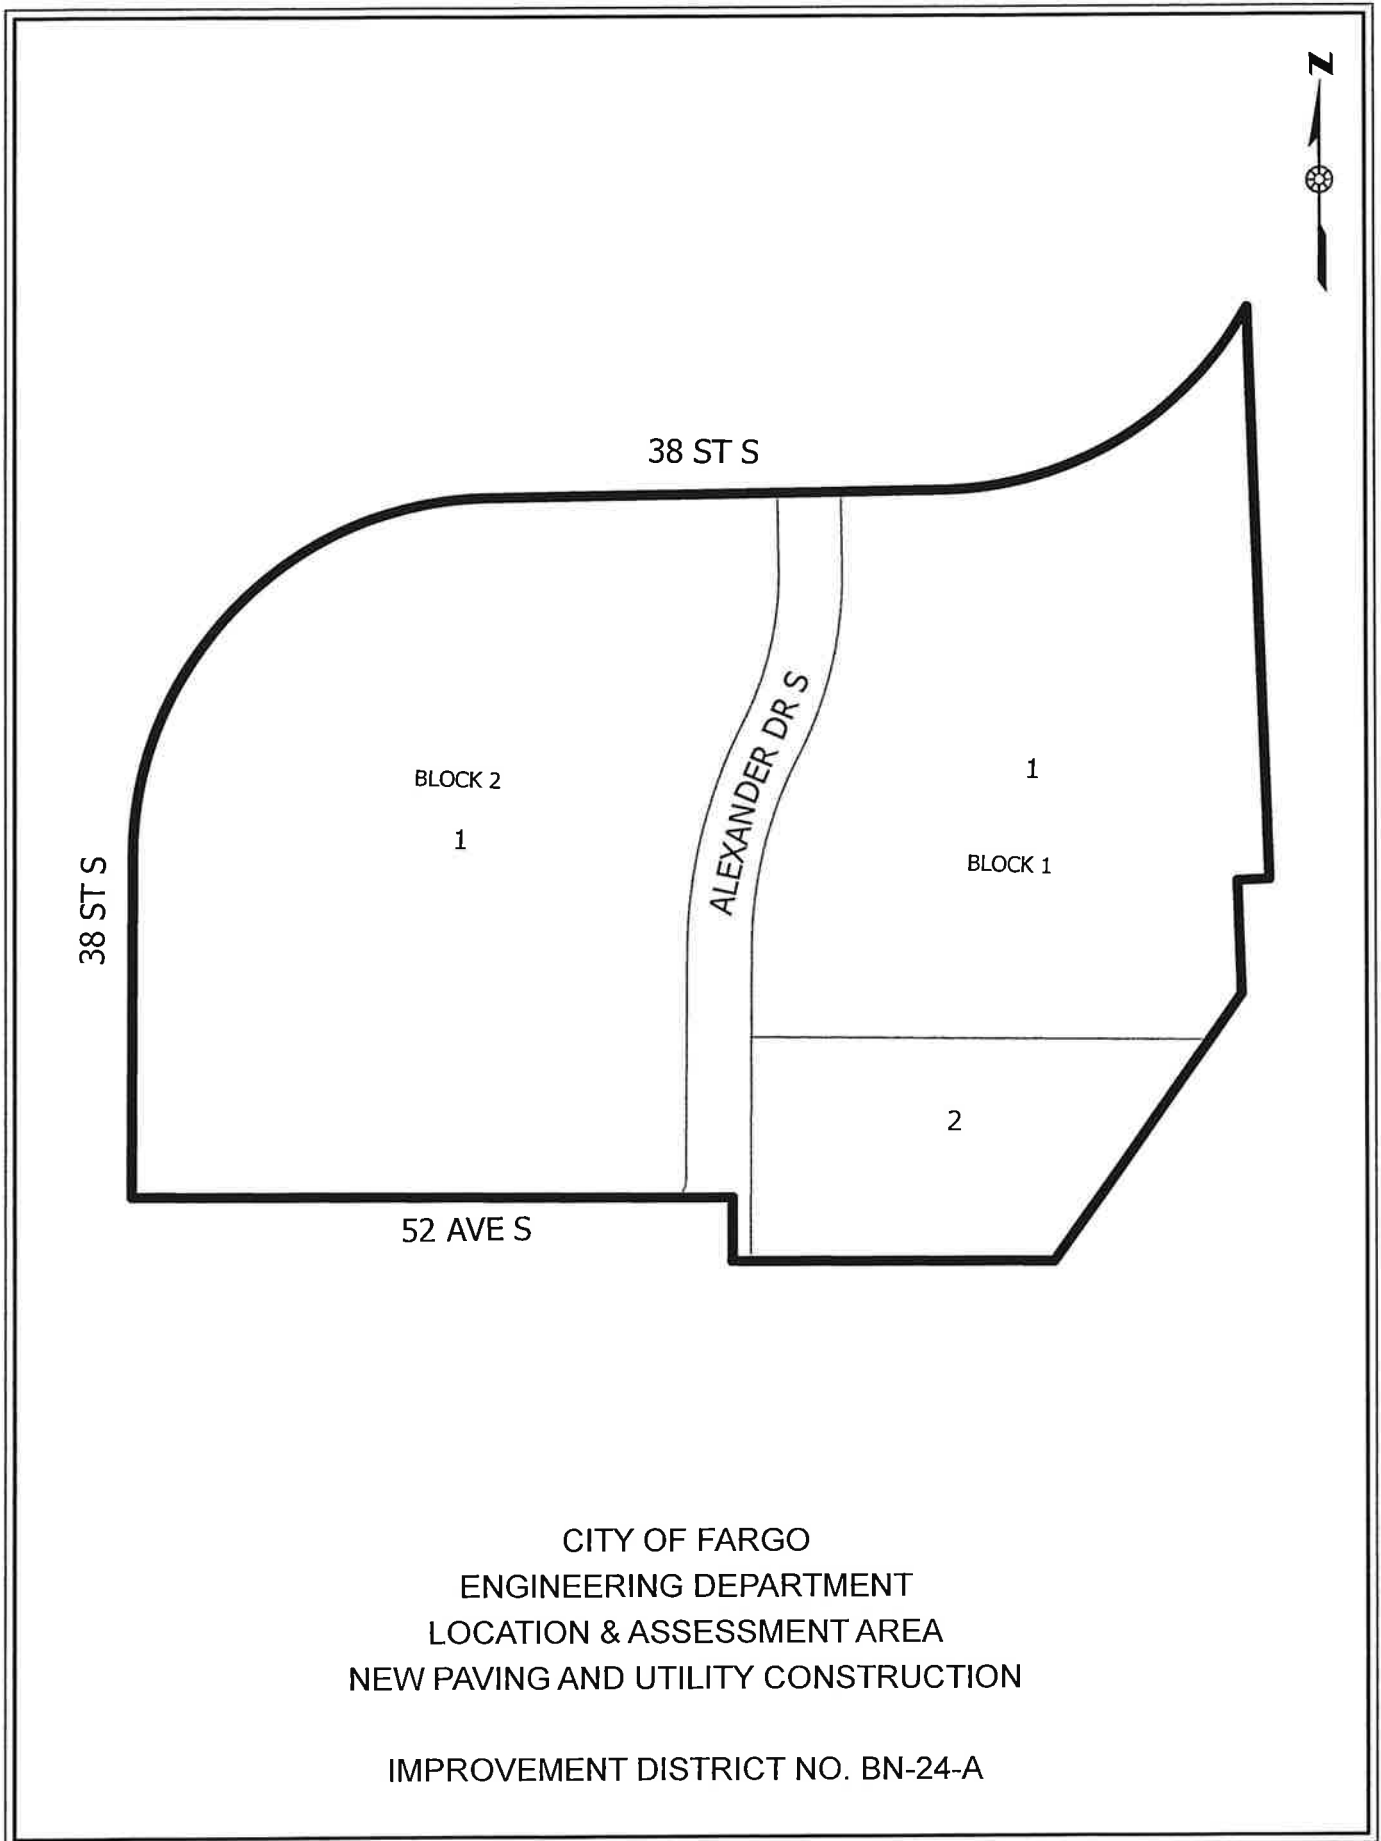 N
38 ST S
ALEXANDER DR S
BLOCK 2
1
1
BLOCK 1
38 ST S
2
52 AVE S
CITY OF FARGO
ENGINEERING DEPARTMENT
LOCATION & ASSESSMENT AREA
NEW PAVING AND UTILITY CONSTRUCTION
IMPROVEMENT DISTRICT NO. BN-24-A